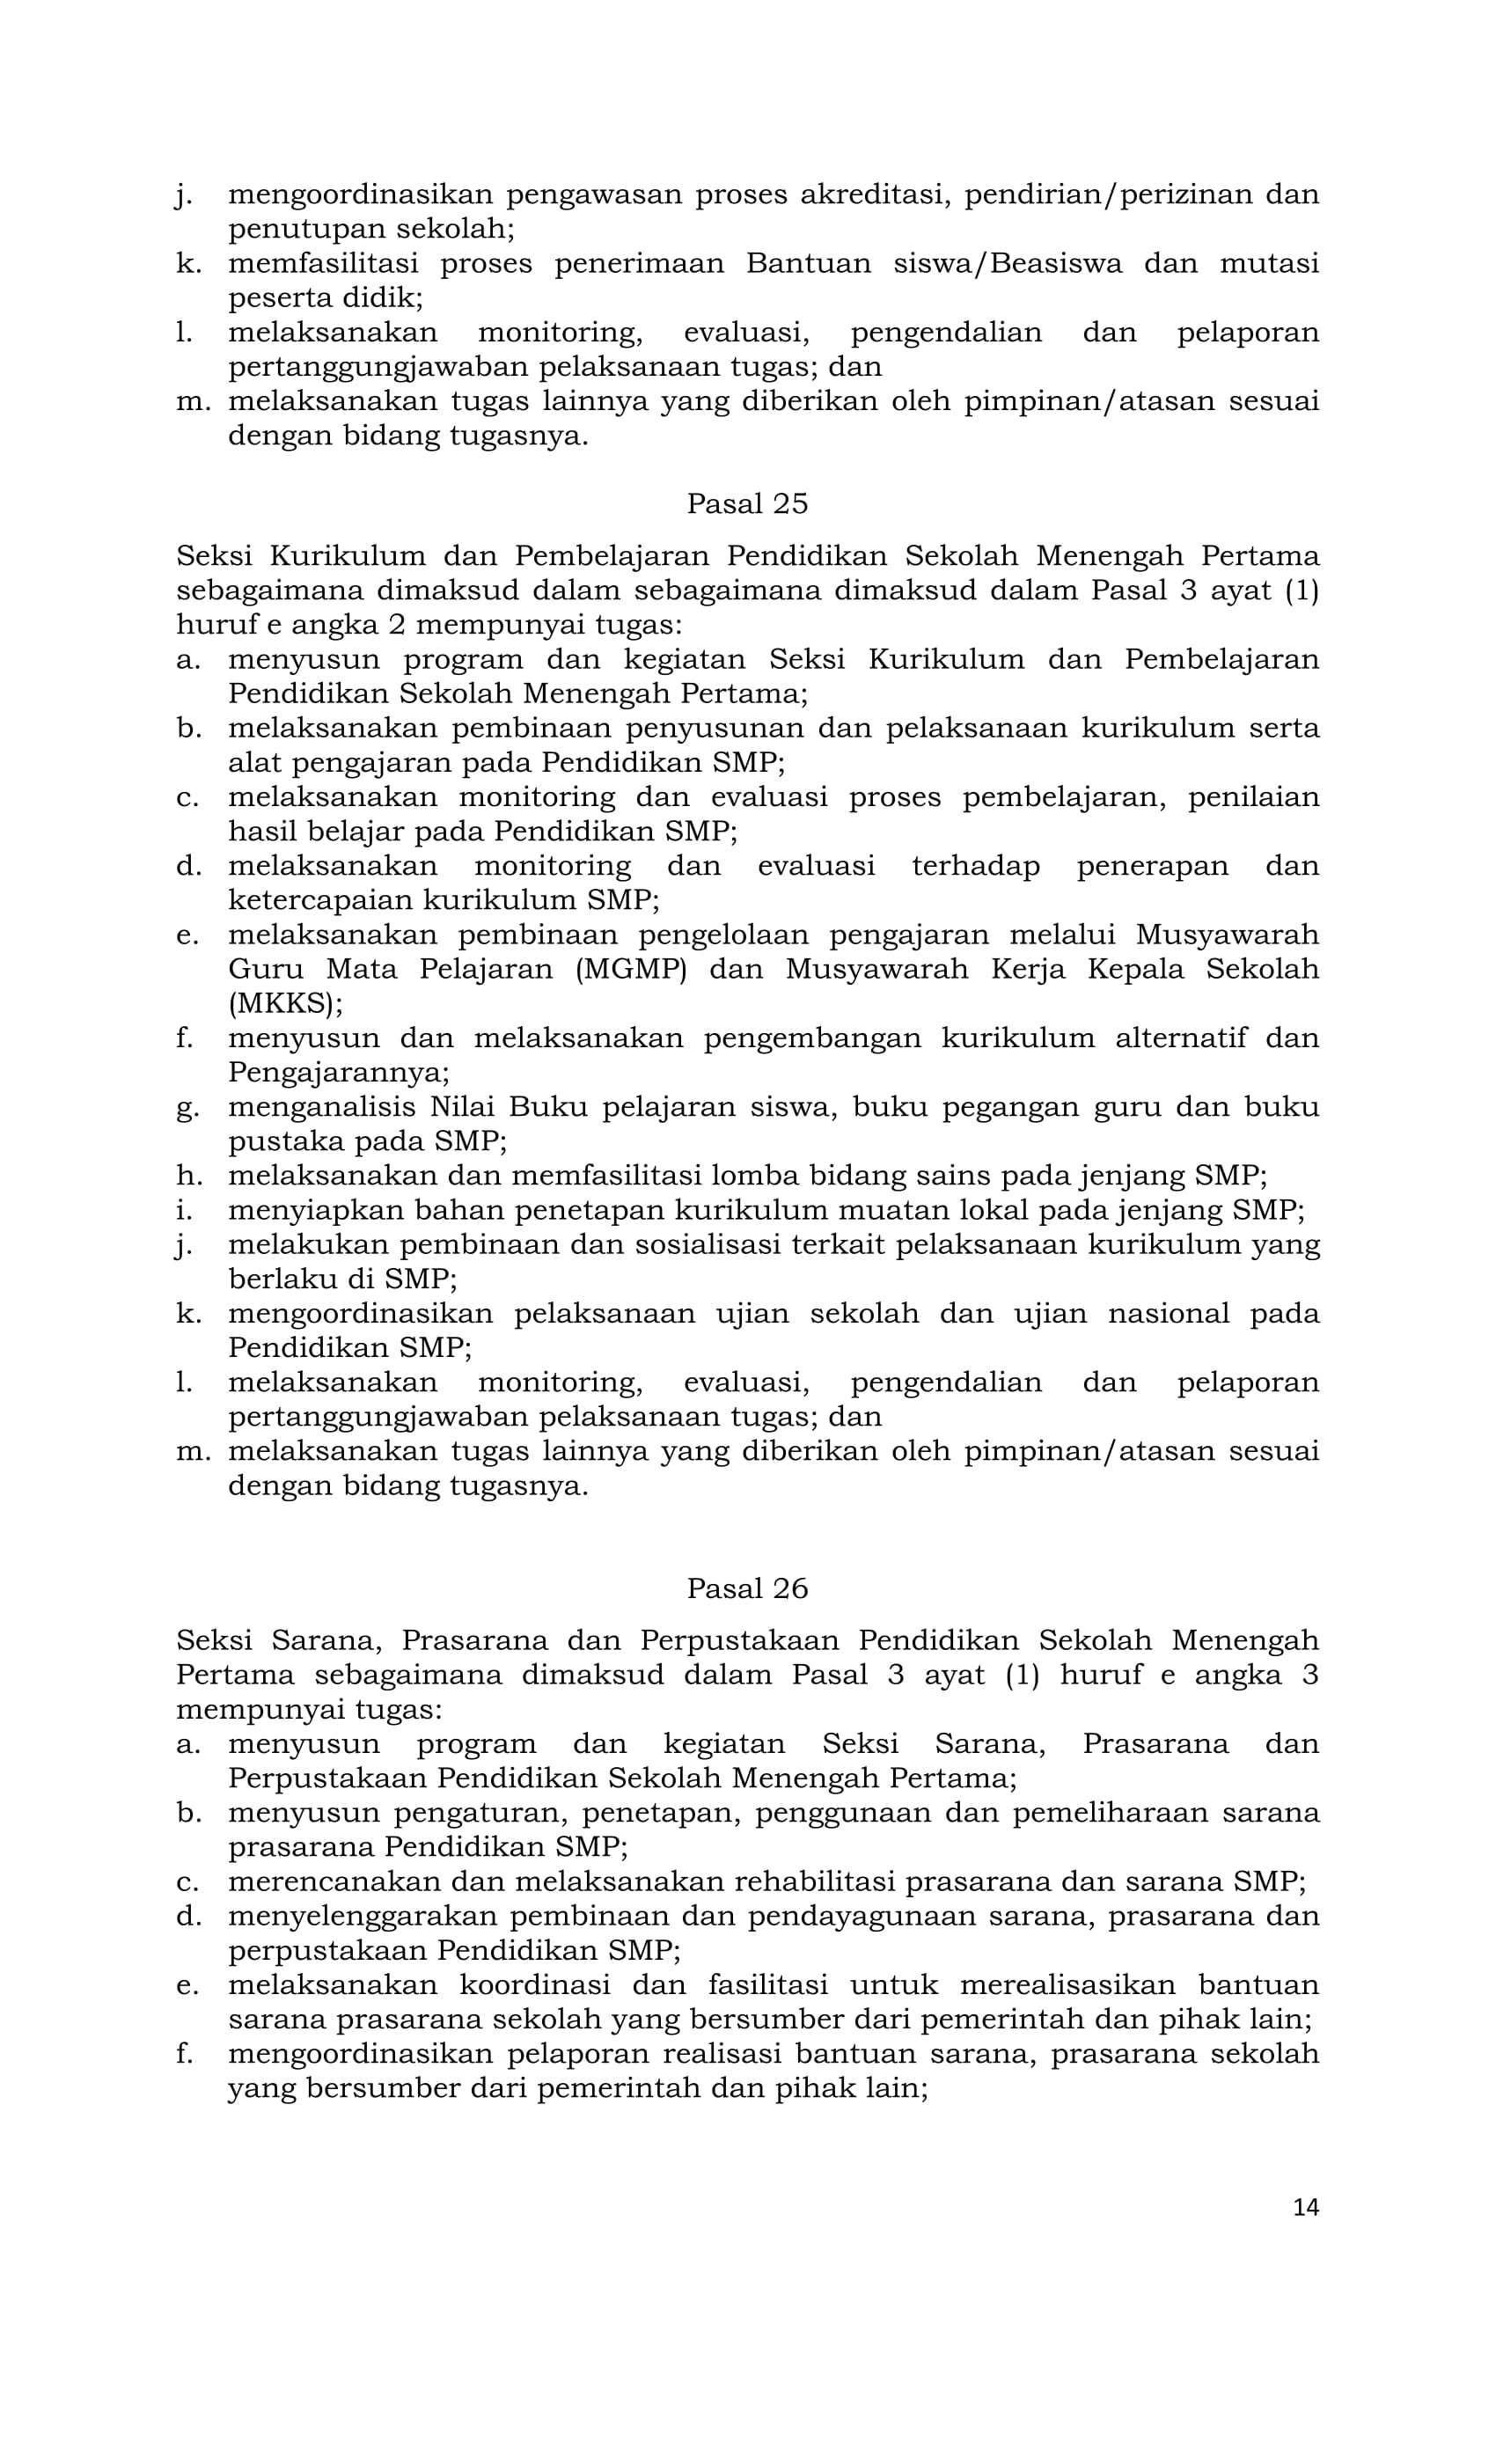 j. mengoordinasikan pengawasan proses akreditasi, pendirian/perizinan dan
penutupan sekolah;
k. memfasilitasi proses penerimaan Bantuan siswa/Beasiswa dan mutasi
peserta didik;
l. melaksanakan monitoring, evaluasi, pengendalian dan pelaporan
pertanggungjawaban pelaksanaan tugas; dan
m. melaksanakan tugas lainnya yang diberikan oleh pimpinan/atasan sesuai
dengan bidang tugasnya.
Pasal 25
Seksi Kurikulum dan Pembelajaran Pendidikan Sekolah Menengah Pertama
sebagaimana dimaksud dalam sebagaimana dimaksud dalam Pasal 3 ayat (1)
huruf e angka 2 mempunyai tugas:
a. menyusun program dan kegiatan Seksi Kurikulum dan Pembelajaran
Pendidikan Sekolah Menengah Pertama;
b. melaksanakan pembinaan penyusunan dan pelaksanaan kurikulum serta
alat pengajaran pada Pendidikan SMP;
c. melaksanakan monitoring dan evaluasi proses pembelajaran, penilaian
hasil belajar pada Pendidikan SMP;
d. melaksanakan monitoring dan evaluasi terhadap penerapan dan
ketercapaian kurikulum SMP;
e. melaksanakan pembinaan pengelolaan pengajaran melalui Musyawarah
Guru Mata Pelajaran (MGMP) dan Musyawarah Kerja Kepala Sekolah
(MKKS);
f. menyusun dan melaksanakan pengembangan kurikulum alternatif dan
Pengajarannya;
g. menganalisis Nilai Buku pelajaran siswa, buku pegangan guru dan buku
pustaka pada SMP;
h. melaksanakan dan memfasilitasi lomba bidang sains pada jenjang SMP;
i. menyiapkan bahan penetapan kurikulum muatan lokal pada jenjang SMP;
j. melakukan pembinaan dan sosialisasi terkait pelaksanaan kurikulum yang
berlaku di SMP;
k. mengoordinasikan pelaksanaan ujian sekolah dan ujian nasional pada
Pendidikan SMP;
l. melaksanakan monitoring, evaluasi, pengendalian dan pelaporan
pertanggungjawaban pelaksanaan tugas; dan
m. melaksanakan tugas lainnya yang diberikan oleh pimpinan/atasan sesuai
dengan bidang tugasnya.
Pasal 26
Seksi Sarana, Prasarana dan Perpustakaan Pendidikan Sekolah Menengah
Pertama sebagaimana dimaksud dalam Pasal 3 ayat (1) huruf e angka 3
mempunyai tugas:
a. menyusun program dan kegiatan Seksi Sarana, Prasarana dan
Perpustakaan Pendidikan Sekolah Menengah Pertama;
b. menyusun pengaturan, penetapan, penggunaan dan pemeliharaan sarana
prasarana Pendidikan SMP;
c. merencanakan dan melaksanakan rehabilitasi prasarana dan sarana SMP;
d. menyelenggarakan pembinaan dan pendayagunaan sarana, prasarana dan
perpustakaan Pendidikan SMP;
e. melaksanakan koordinasi dan fasilitasi untuk merealisasikan bantuan
sarana prasarana sekolah yang bersumber dari pemerintah dan pihak lain;
f. mengoordinasikan pelaporan realisasi bantuan sarana, prasarana sekolah
yang bersumber dari pemerintah dan pihak lain;
14